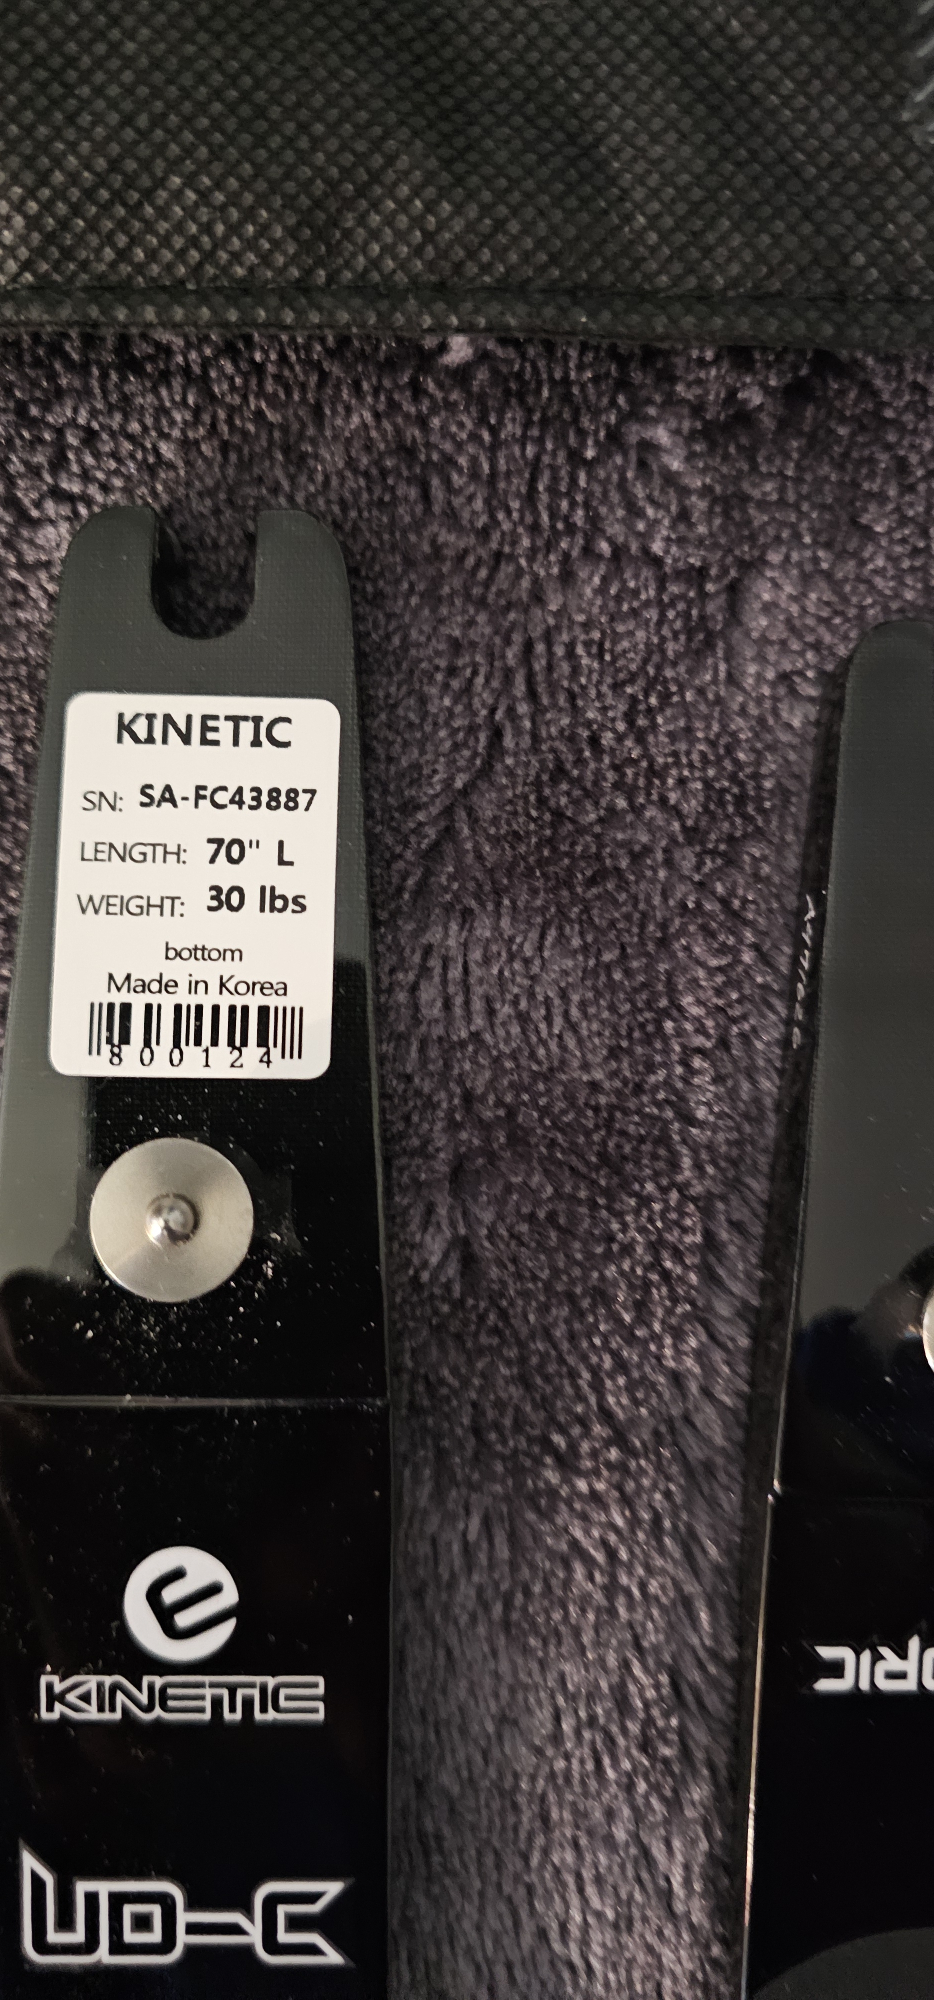 KINETIC
SN: SA-FC43887
LENGTH: 70" L
WEIGHT: 30 lbs
bottom
Made in Korea
800124
KINETIC
UD-C